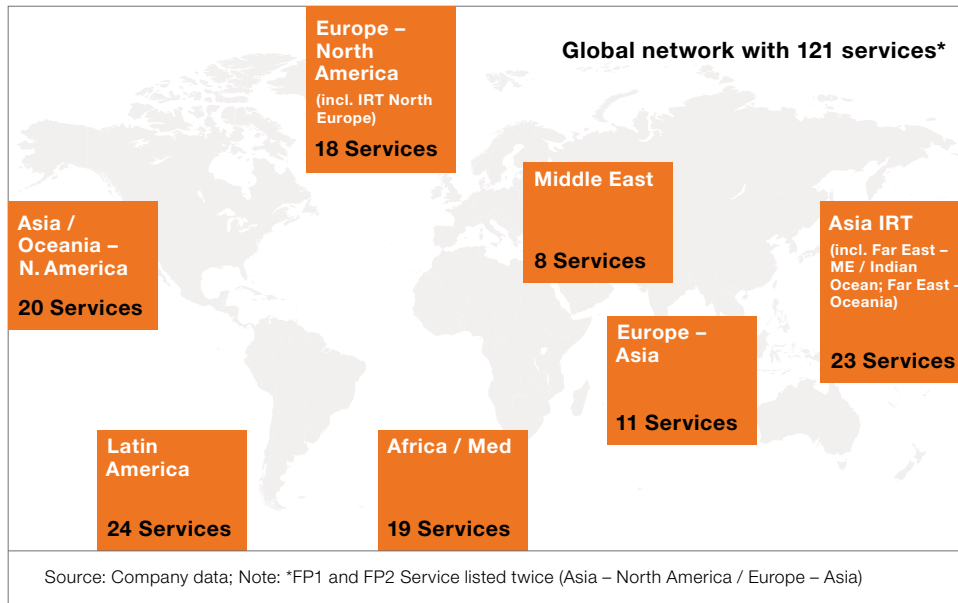 Global network with 121 services*
Europe –
North
America
(incl. IRT North
Europe)
18 Services
Middle East
8 Services
Asia /
Oceania –
N. America
20 Services
Asia IRT
(incl. Far East –
ME / Indian
Ocean; Far East –
Oceania)
23 Services
Europe –
Asia
11 Services
Latin
America
24 Services
Africa / Med
19 Services
Source: Company data; Note: *FP1 and FP2 Service listed twice (Asia – North America / Europe – Asia)